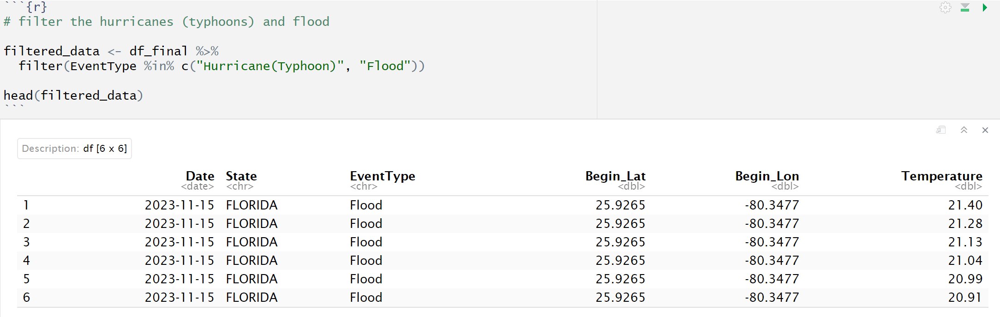 ```{r}
# filter the hurricanes (typhoons) and flood
filtered_data <- df_final %>%
  filter(EventType %in% c("Hurricane(Typhoon)", "Flood"))
head(filtered_data)
```
Description: df [6 x 6]
Date State EventType Begin_Lat Begin_Lon Temperature
<date> <chr> <chr> <dbl> <dbl> <dbl>
1 2023-11-15 FLORIDA Flood 25.9265 -80.3477 21.40
2 2023-11-15 FLORIDA Flood 25.9265 -80.3477 21.28
3 2023-11-15 FLORIDA Flood 25.9265 -80.3477 21.13
4 2023-11-15 FLORIDA Flood 25.9265 -80.3477 21.04
5 2023-11-15 FLORIDA Flood 25.9265 -80.3477 20.99
6 2023-11-15 FLORIDA Flood 25.9265 -80.3477 20.91